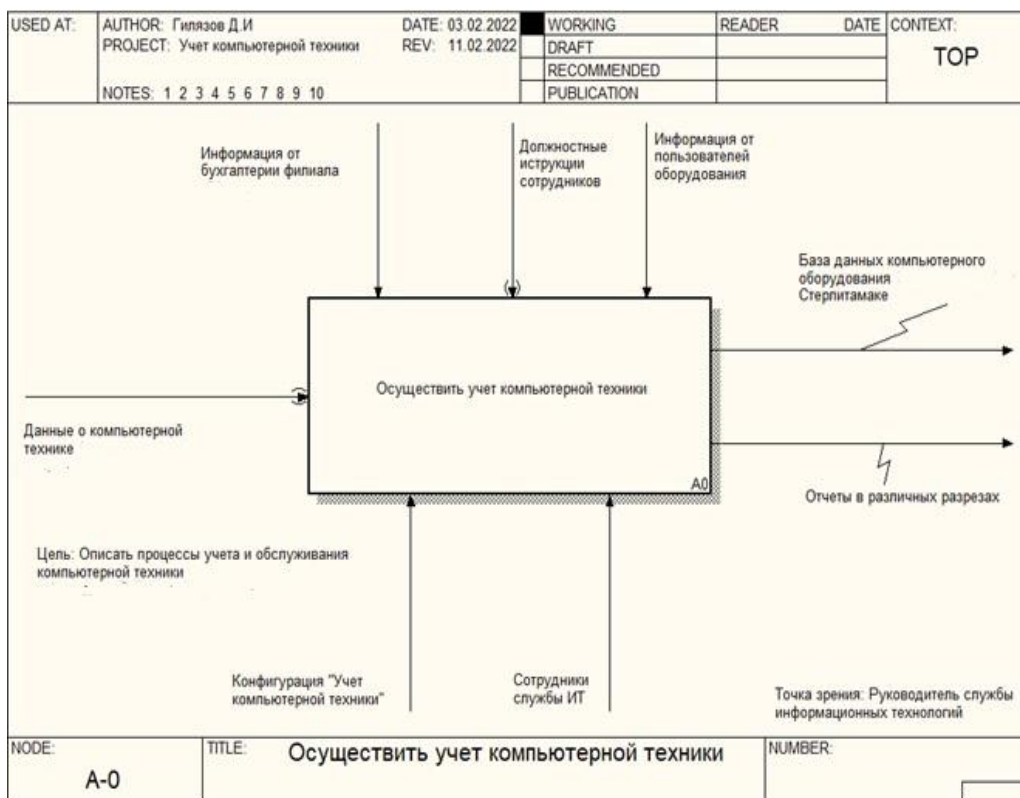 USED AT:
AUTHOR: Гилязов Д.И
DATE: 03.02.2022
PROJECT: Учет компьютерной техники
REV: 11.02.2022
NOTES: 1 2 3 4 5 6 7 8 9 10
WORKING
DRAFT
RECOMMENDED
PUBLICATION
READER
DATE
CONTEXT:
TOP
Информация от
бухгалтерии филиала
Должностные
иструкции
сотрудников
Информация от
пользователей
оборудования
База данных компьютерного
оборудования
Стерлитамаке
Осуществить учет компьютерной техники
A0
Данные о компьютерной
технике
Отчеты в различных разрезах
Цель: Описать процессы учета и обслуживания
компьютерной техники
Конфигурация "Учет
компьютерной техники"
Сотрудники
службы ИТ
Точка зрения: Руководитель службы
информационных технологий
NODE:
A-0
TITLE:
Осуществить учет компьютерной техники
NUMBER: